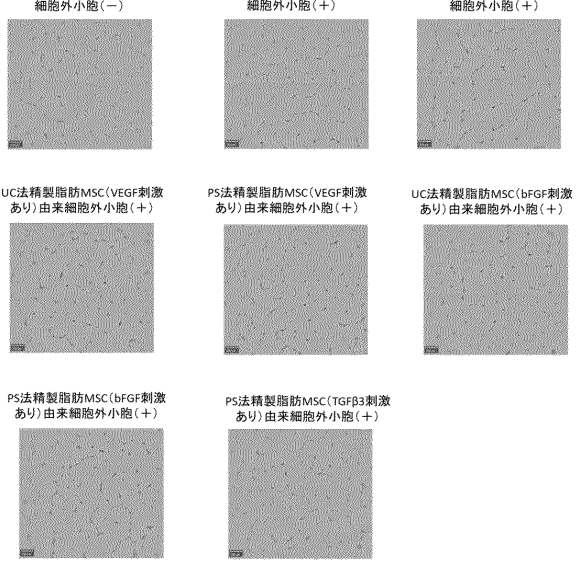 細胞外小胞(－)
細胞外小胞(＋)
細胞外小胞(＋)
UC法精製脂肪MSC(VEGF刺激
あり)由来細胞外小胞(＋)
PS法精製脂肪MSC(VEGF刺激
あり)由来細胞外小胞(＋)
UC法精製脂肪MSC(bFGF刺激
あり)由来細胞外小胞(＋)
PS法精製脂肪MSC(bFGF刺激
あり)由来細胞外小胞(＋)
PS法精製脂肪MSC(TGFβ3刺激
あり)由来細胞外小胞(＋)